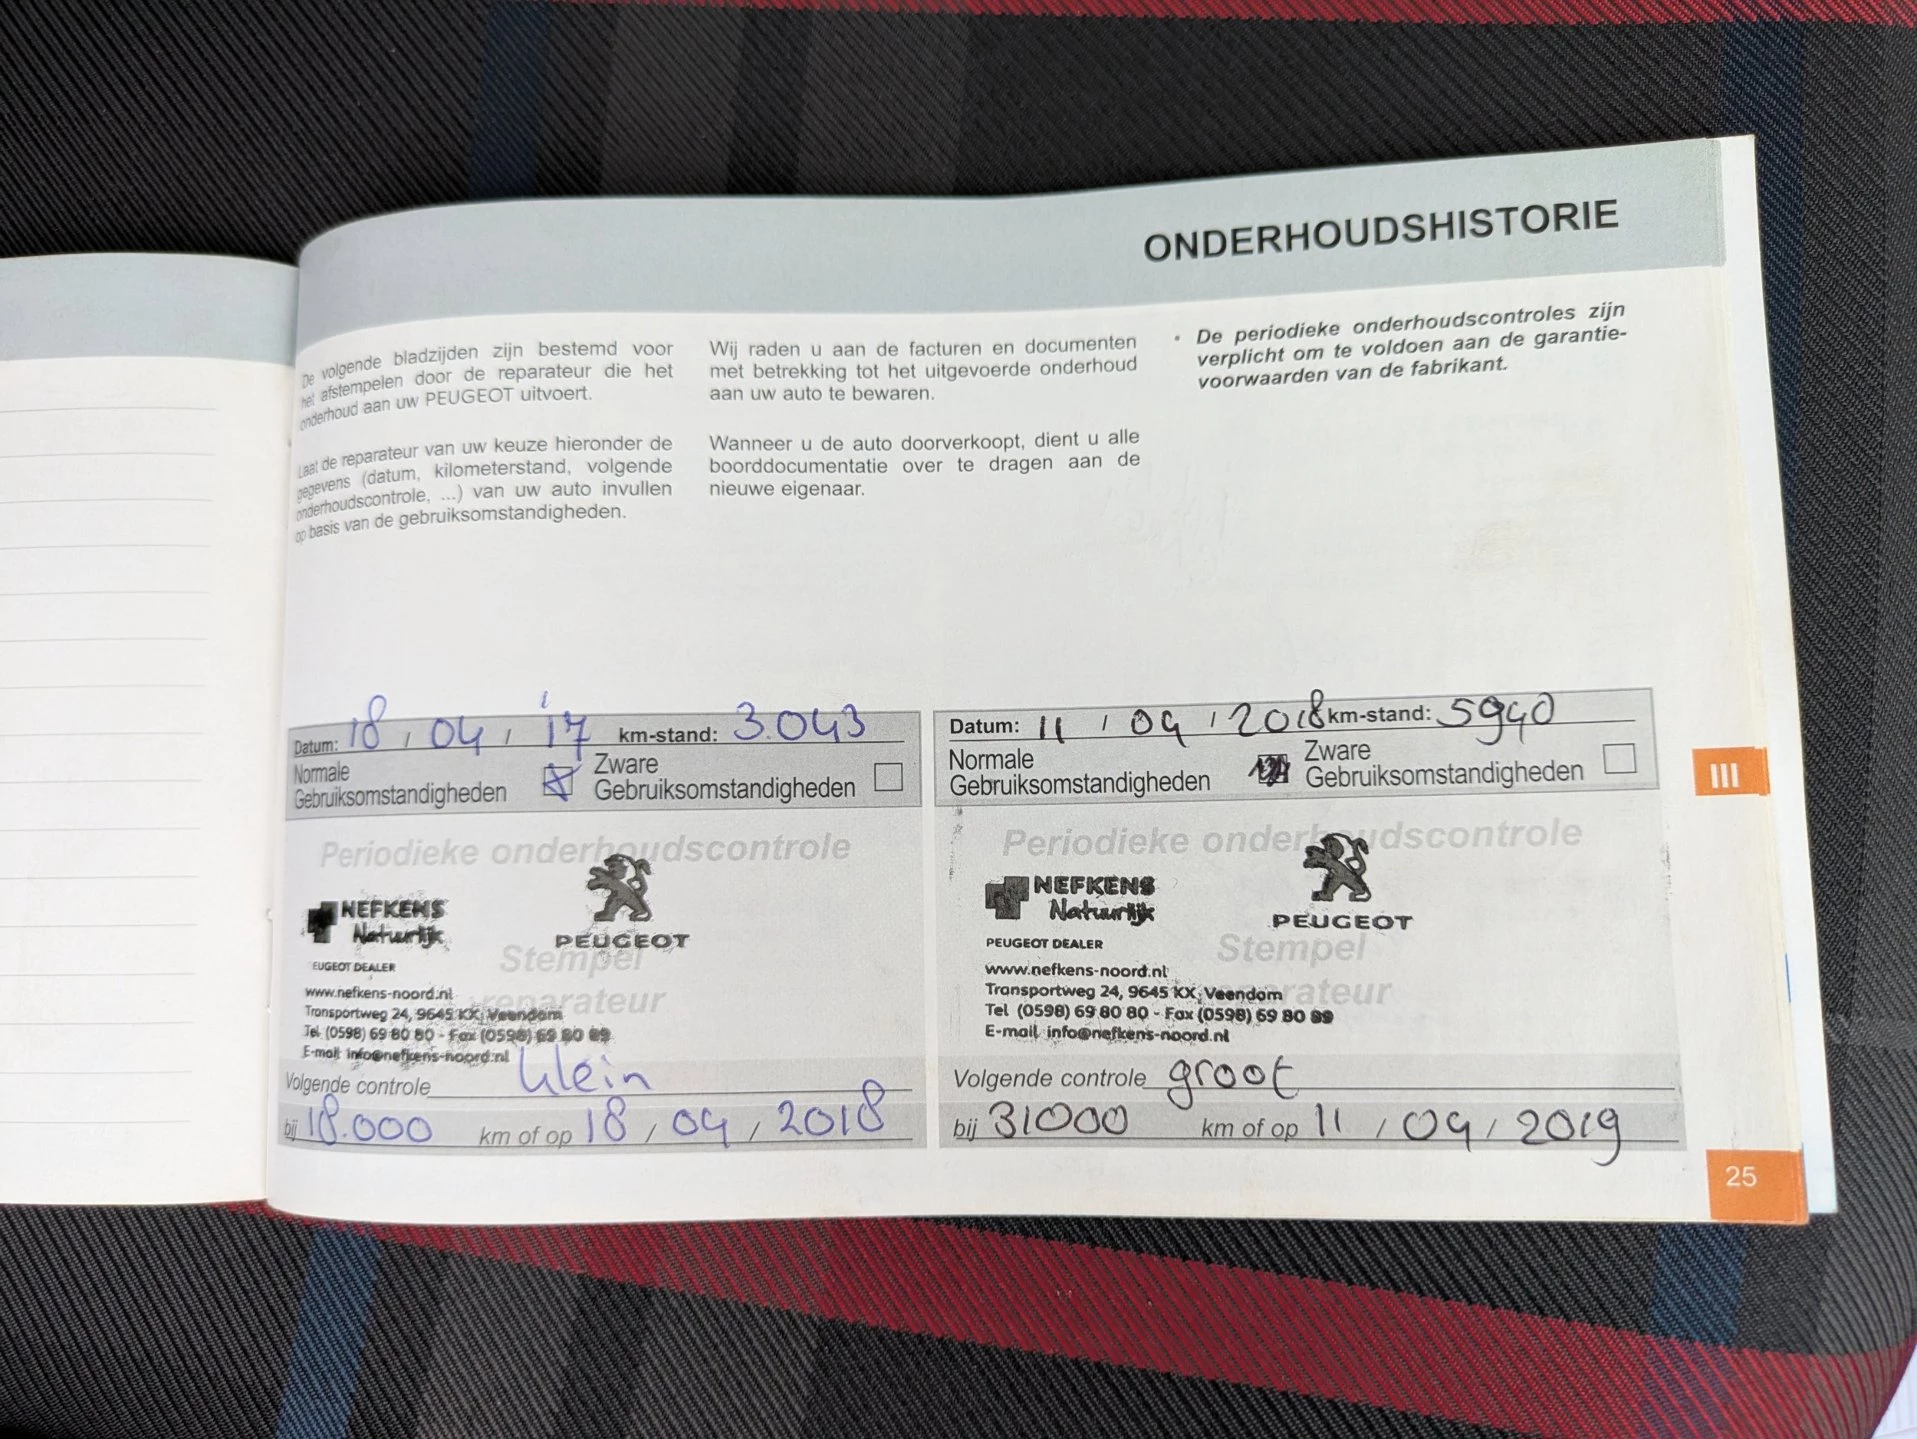 ONDERHOUDSHISTORIE
De volgende bladzijden zijn bestemd voor
het afstempelen door de reparateur die het
onderhoud aan uw PEUGEOT uitvoert.
Laat de reparateur van uw keuze hieronder de
gegevens (datum, kilometerstand, volgende
onderhoudscontrole, ...) van uw auto invullen
op basis van de gebruiksomstandigheden.
Wij raden u aan de facturen en documenten
met betrekking tot het uitgevoerde onderhoud
aan uw auto te bewaren.
Wanneer u de auto doorverkoopt, dient u alle
boorddocumentatie over te dragen aan de
nieuwe eigenaar.
• De periodieke onderhoudscontroles zijn
verplicht om te voldoen aan de garantie-
voorwaarden van de fabrikant.
Datum: 18 / 04 / '17 km-stand: 3.043
Normale
Gebruiksomstandigheden
Zware
Gebruiksomstandigheden
Periodieke onderhoudscontrole
NEFKENS
Natuurlijk
PEUGEOT
EUGEOT DEALER
Stempel
reparateur
www.nefkens-noord.nl
Transportweg 24, 9645 KX, Veendam
Tel. (0598) 69 80 80 - Fax (0598) 69 80 89
E-mail: info@nefkens-noord.nl
Volgende controle klein
bij 18.000 km of op 18 / 04 / 2018
Datum: 11 / 04 / 2018 km-stand: 5940
Normale
Gebruiksomstandigheden
Zware
Gebruiksomstandigheden
Periodieke onderhoudscontrole
NEFKENS
Natuurlijk
PEUGEOT
PEUGEOT DEALER
Stempel
www.nefkens-noord.nl
Transportweg 24, 9645 KX, Veendam
Tel (0598) 69 80 80 - Fax (0598) 69 80 89
E-mail info@nefkens-noord.nl
Volgende controle groot
bij 31000 km of op 11 / 04 / 2019
III
25